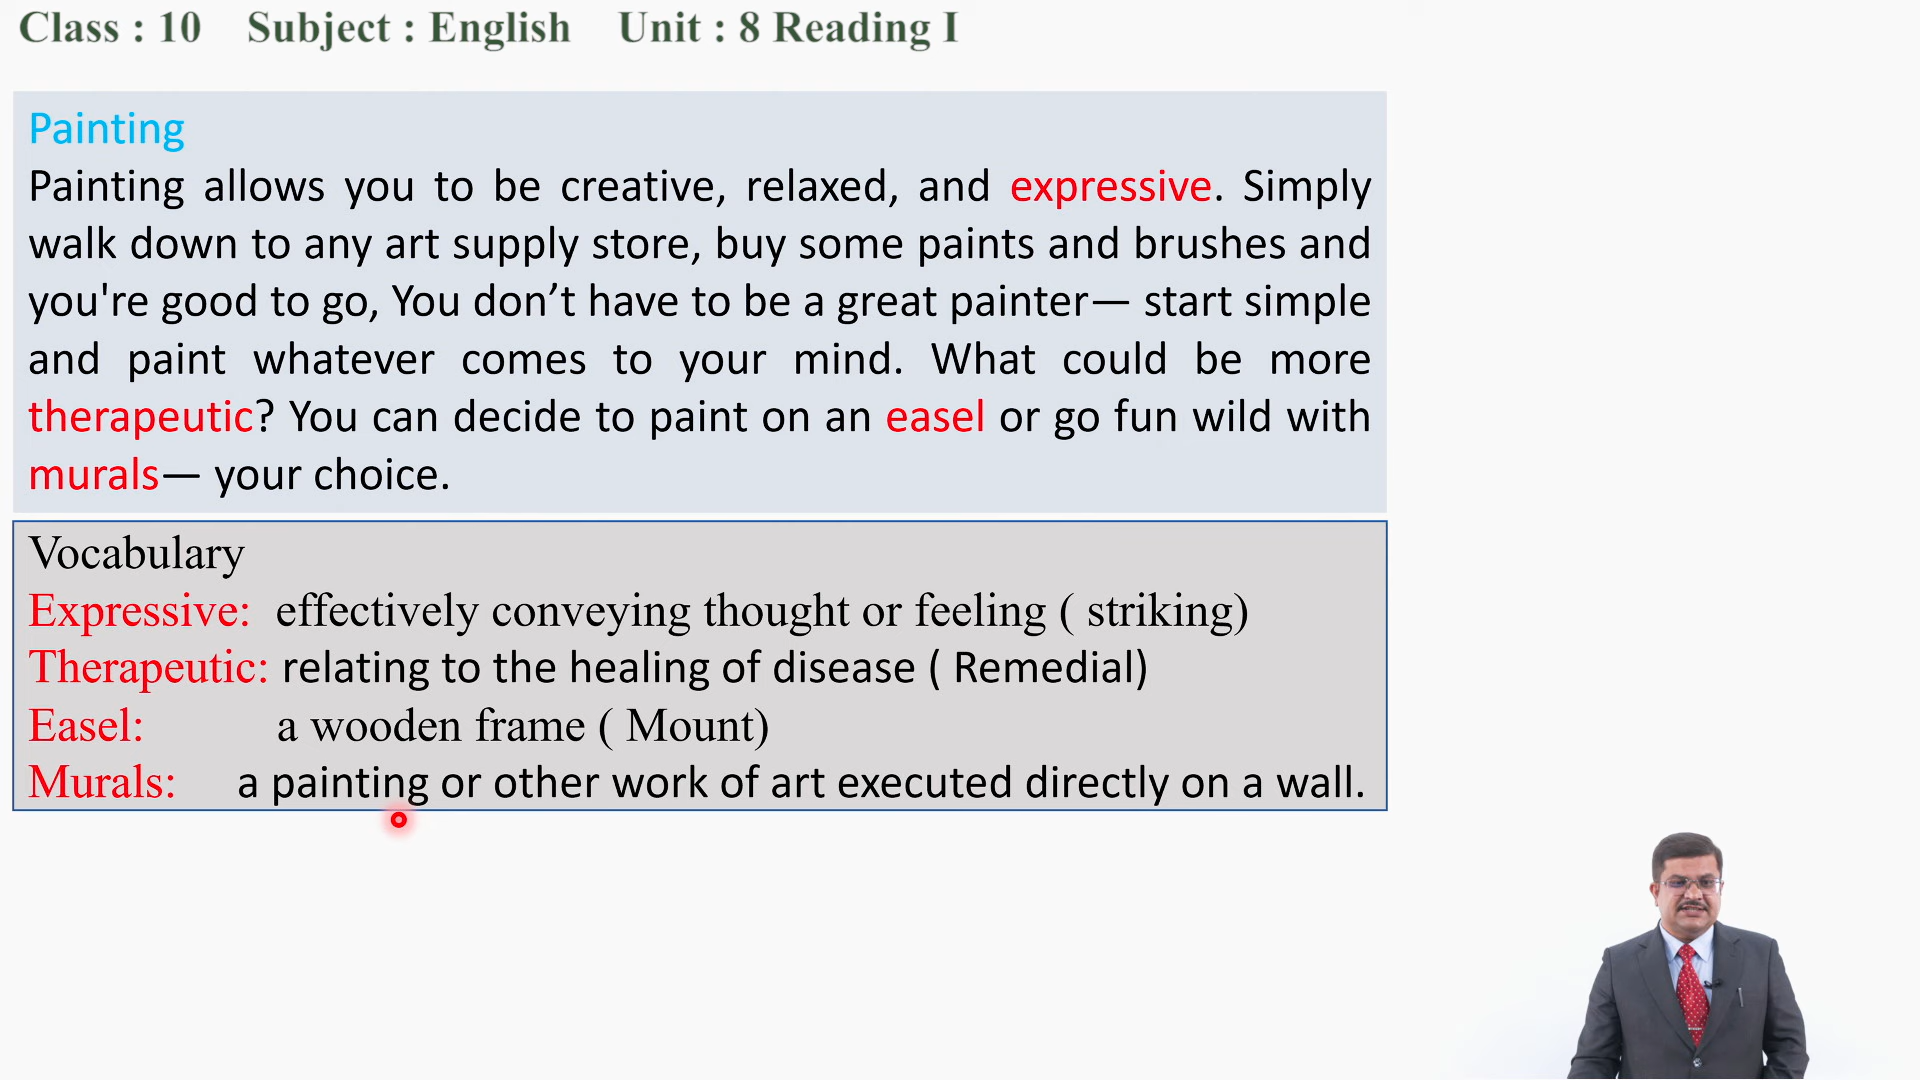 Class : 10 Subject : English Unit : 8 Reading I
Painting
Painting allows you to be creative, relaxed, and expressive. Simply
walk down to any art supply store, buy some paints and brushes and
you're good to go, You don’t have to be a great painter— start simple
and paint whatever comes to your mind. What could be more
therapeutic? You can decide to paint on an easel or go fun wild with
murals— your choice.
Vocabulary
Expressive: effectively conveying thought or feeling ( striking)
Therapeutic: relating to the healing of disease ( Remedial)
Easel: a wooden frame ( Mount)
Murals: a painting or other work of art executed directly on a wall.